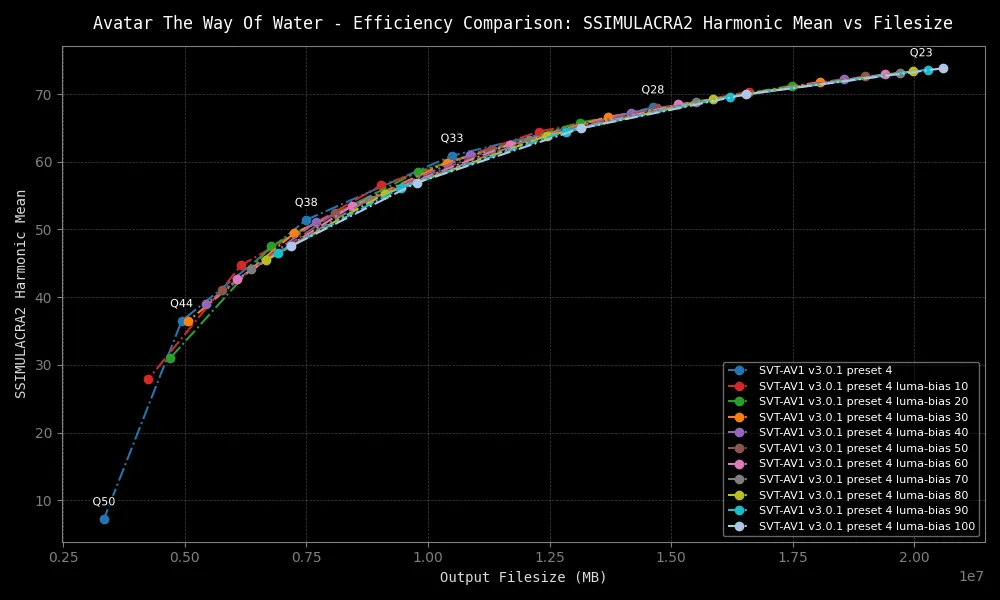 Avatar The Way Of Water - Efficiency Comparison: SSIMULACRA2 Harmonic Mean vs Filesize
SSIMULACRA2 Harmonic Mean
70
60
50
40
30
20
10
Q23
Q28
Q33
Q38
Q44
Q50
SVT-AV1 v3.0.1 preset 4
SVT-AV1 v3.0.1 preset 4 luma-bias 10
SVT-AV1 v3.0.1 preset 4 luma-bias 20
SVT-AV1 v3.0.1 preset 4 luma-bias 30
SVT-AV1 v3.0.1 preset 4 luma-bias 40
SVT-AV1 v3.0.1 preset 4 luma-bias 50
SVT-AV1 v3.0.1 preset 4 luma-bias 60
SVT-AV1 v3.0.1 preset 4 luma-bias 70
SVT-AV1 v3.0.1 preset 4 luma-bias 80
SVT-AV1 v3.0.1 preset 4 luma-bias 90
SVT-AV1 v3.0.1 preset 4 luma-bias 100
0.25 0.50 0.75 1.00 1.25 1.50 1.75 2.00
1e7
Output Filesize (MB)